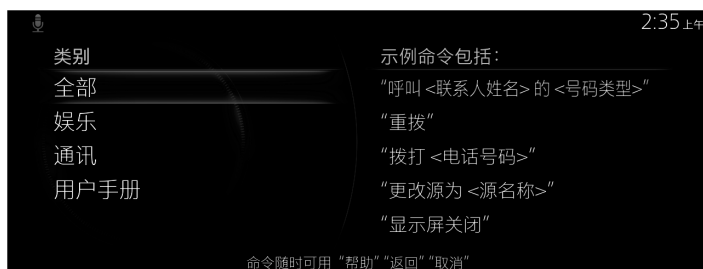 2:35上午
类别
全部
娱乐
通讯
用户手册
示例命令包括：
“呼叫 <联系人姓名> 的 <号码类型>”
“重拨”
“拨打 <电话号码>”
“更改源为 <源名称>”
“显示屏关闭”
命令随时可用 “帮助” “返回” “取消”